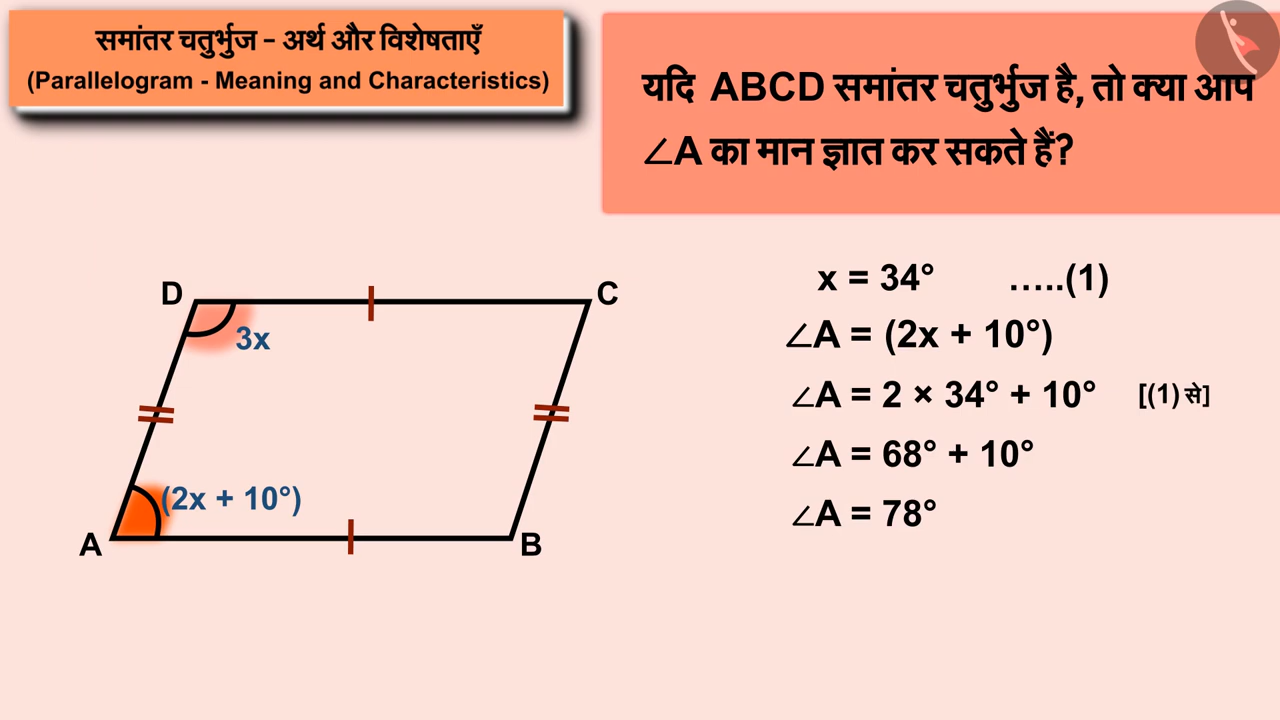 समांतर चतुर्भुज - अर्थ और विशेषताएँ
(Parallelogram - Meaning and Characteristics)
यदि ABCD समांतर चतुर्भुज है, तो क्या आप
∠A का मान ज्ञात कर सकते हैं?
D
C
3x
(2x + 10°)
A
B
x = 34° .....(1)
∠A = (2x + 10°)
∠A = 2 × 34° + 10° [(1) से]
∠A = 68° + 10°
∠A = 78°